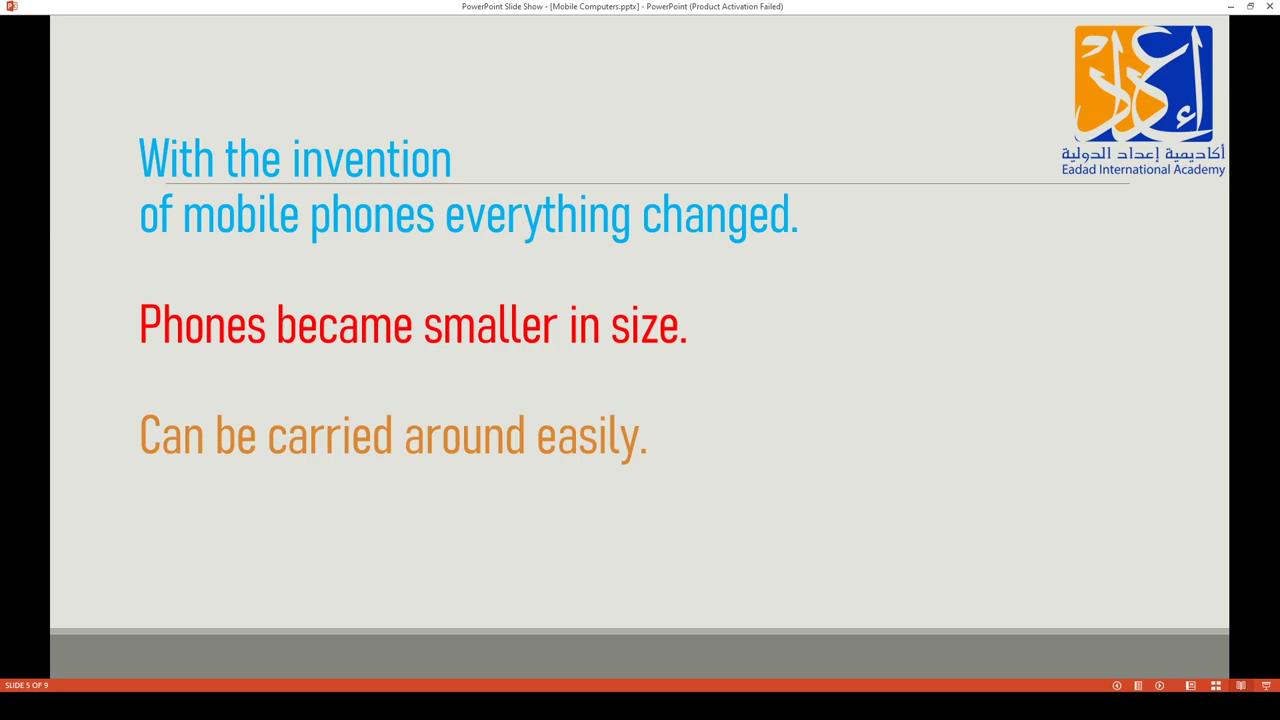 PowerPoint Slide Show - [Mobile Computers.pptx] - PowerPoint (Product Activation Failed)
إعداد
أكاديمية إعداد الدولية
Eadad International Academy
With the invention
of mobile phones everything changed.
Phones became smaller in size.
Can be carried around easily.
SLIDE 5 OF 9